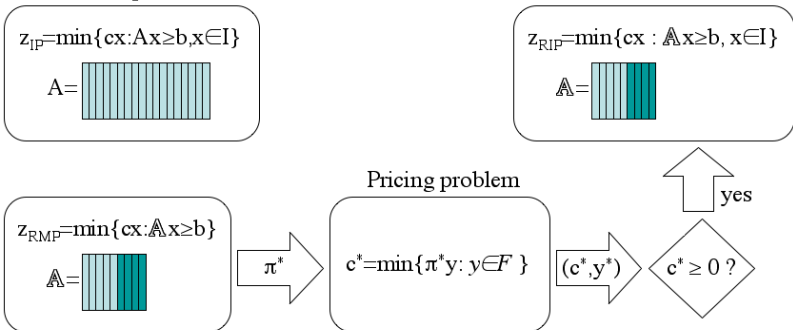 z_IP=min{cx:Ax≥b,x∈I}
A=
z_RIP=min{cx : 𝔸x≥b, x∈I}
𝔸=
Pricing problem
yes
z_RMP=min{cx:𝔸x≥b}
𝔸=
π*
c*=min{π*y: y∈F }
(c*,y*)
c* ≥ 0 ?